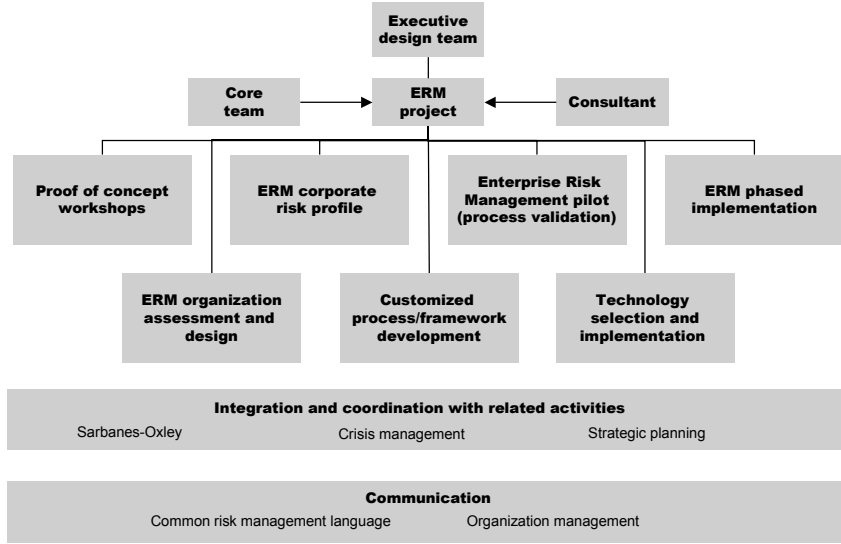 Executive
design team
Core
team
ERM
project
Consultant
Proof of concept
workshops
ERM corporate
risk profile
Enterprise Risk
Management pilot
(process validation)
ERM phased
implementation
ERM organization
assessment and
design
Customized
process/framework
development
Technology
selection and
implementation
Integration and coordination with related activities
Sarbanes-Oxley Crisis management Strategic planning
Communication
Common risk management language Organization management